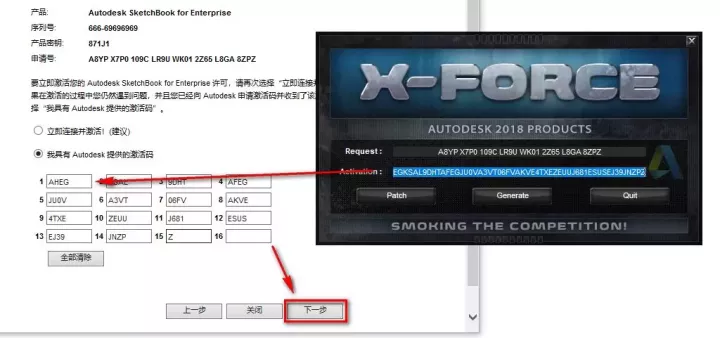 产品: Autodesk SketchBook for Enterprise
序列号: 666-69696969
产品密钥: 871J1
申请号: A8YP X7P0 109C LR9U WK01 2Z65 L8GA 8ZPZ
要立即激活您的 Autodesk SketchBook for Enterprise 许可，请再次选择“立即连接并
果在激活的过程中您仍然遇到问题，并且您已经向 Autodesk 申请激活码并收到了该
择“我具有 Autodesk 提供的激活码”。
立即连接并激活! (建议)
我具有 Autodesk 提供的激活码
1 AHEG 3 9DHT 4 AFEG
5 JU0V 6 A3VT 7 06FV 8 AKVE
9 4TXE 10 ZEUU 11 J681 12 ESUS
13 EJ39 14 JNZP 15 Z 16
全部清除
上一步 关闭 下一步
X-FORCE
AUTODESK 2018 PRODUCTS
Request : A8YP X7P0 109C LR9U WK01 2Z65 L8GA 8ZPZ
Activation : EGKSAL9DHTAFEGJU0VA3VT06FVAKVE4TXEZEUUJ681ESUSEJ39JNZPZ
Patch Generate Quit
SMOKING THE COMPETITION!